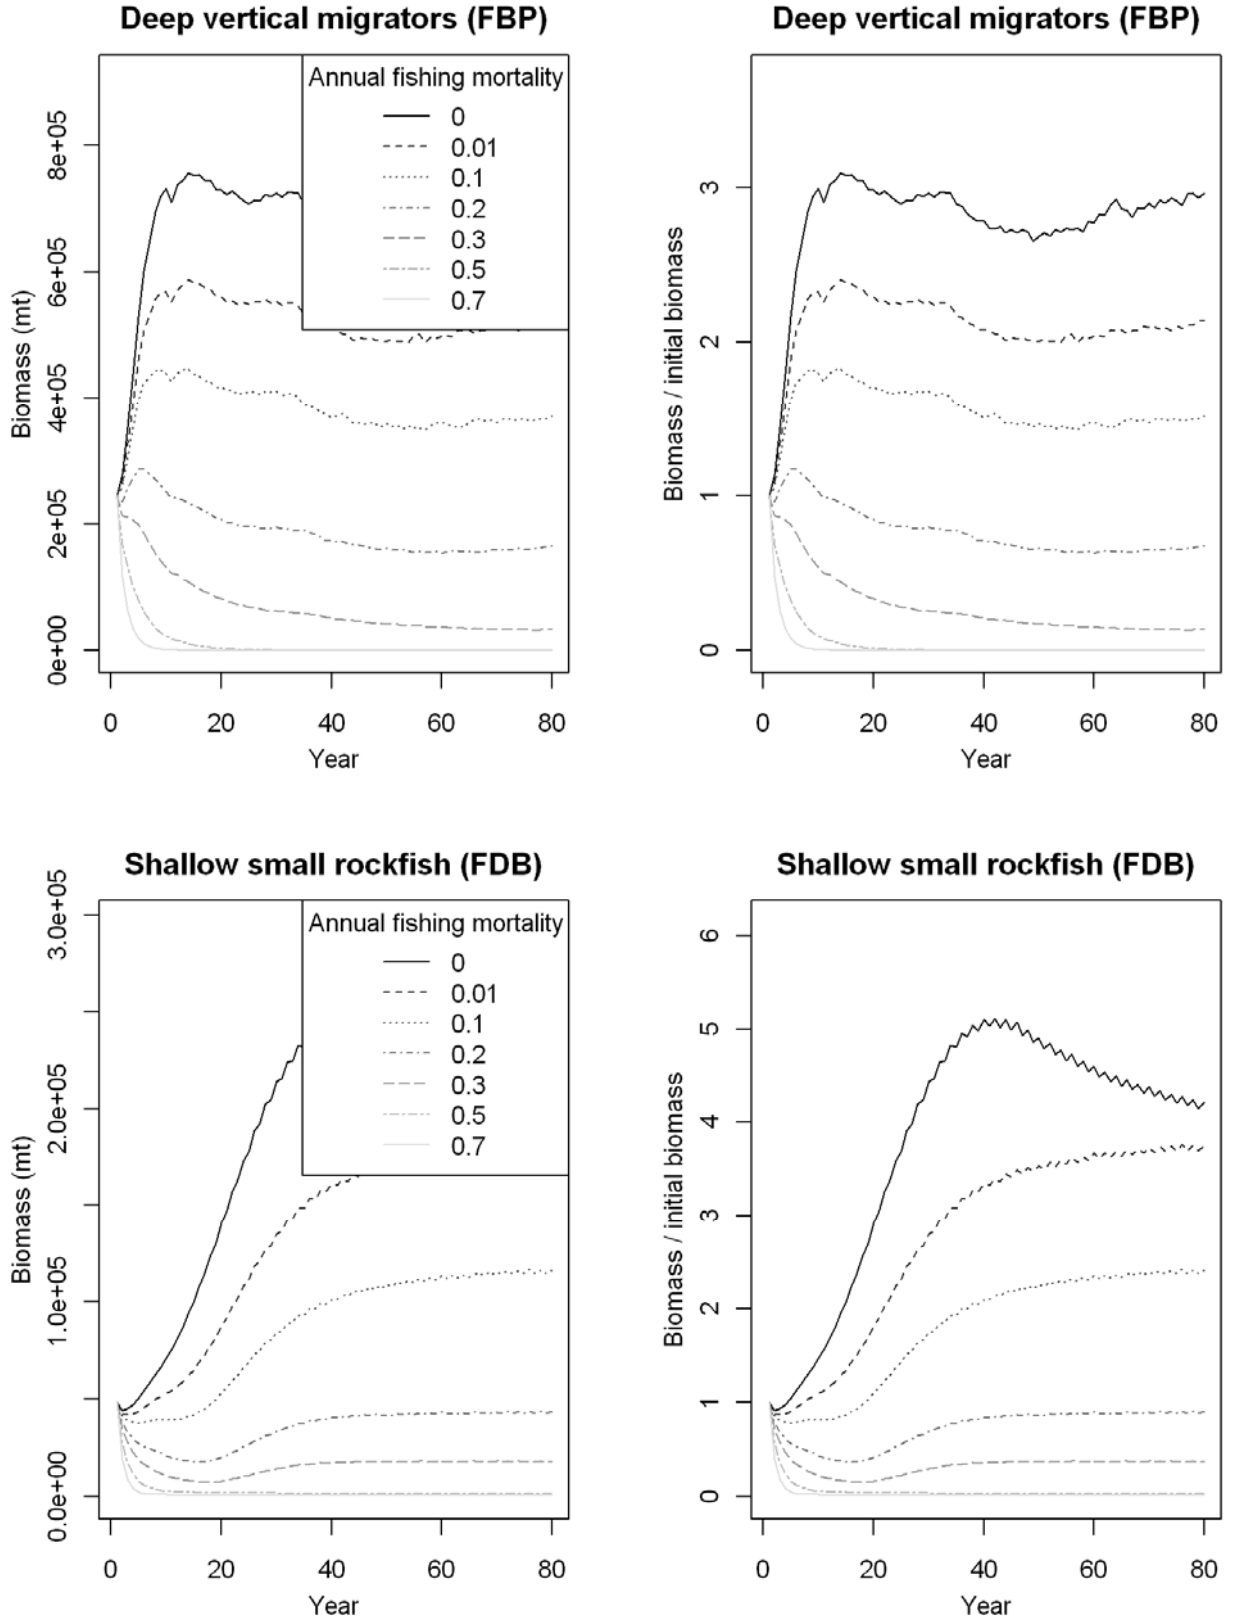 Deep vertical migrators (FBP)
Biomass (mt)
0e+00 2e+05 4e+05 6e+05 8e+05
Annual fishing mortality
0
0.01
0.1
0.2
0.3
0.5
0.7
0 20 40 60 80
Year
Deep vertical migrators (FBP)
Biomass / initial biomass
0 1 2 3
0 20 40 60 80
Year
Shallow small rockfish (FDB)
Biomass (mt)
0.0e+00 1.0e+05 2.0e+05 3.0e+05
Annual fishing mortality
0
0.01
0.1
0.2
0.3
0.5
0.7
0 20 40 60 80
Year
Shallow small rockfish (FDB)
Biomass / initial biomass
0 1 2 3 4 5 6
0 20 40 60 80
Year